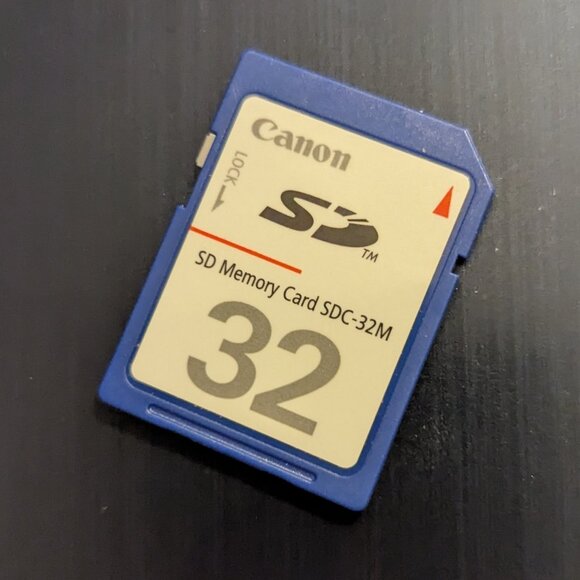 Canon
LOCK
SD
TM
SD Memory Card SDC-32M
32